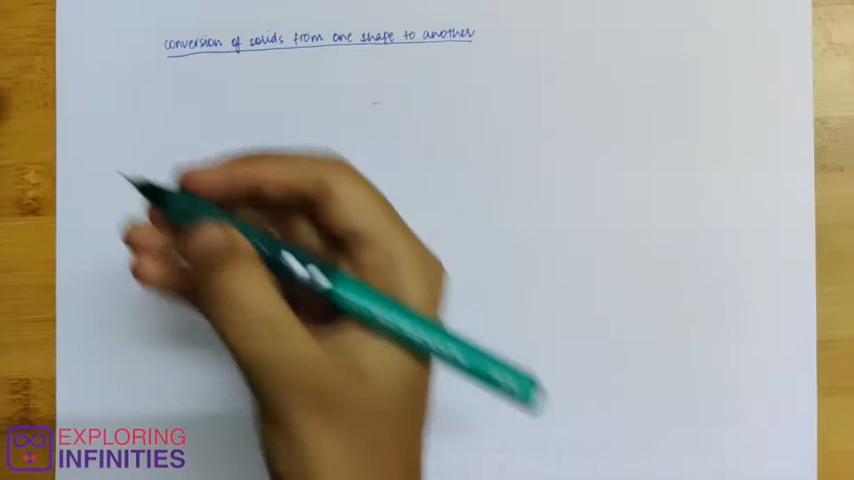 conversion of solids from one shape to another
EXPLORING
INFINITIES